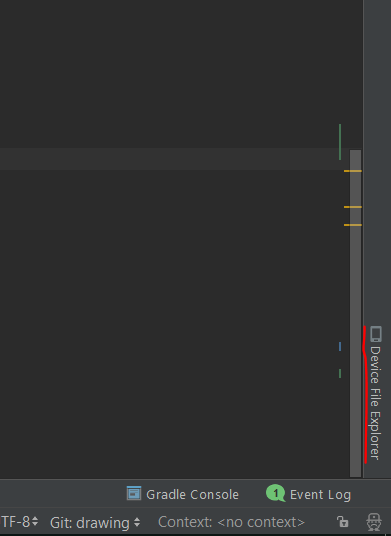 Device File Explorer
Gradle Console
1 Event Log
TF-8 Git: drawing Context: <no context>